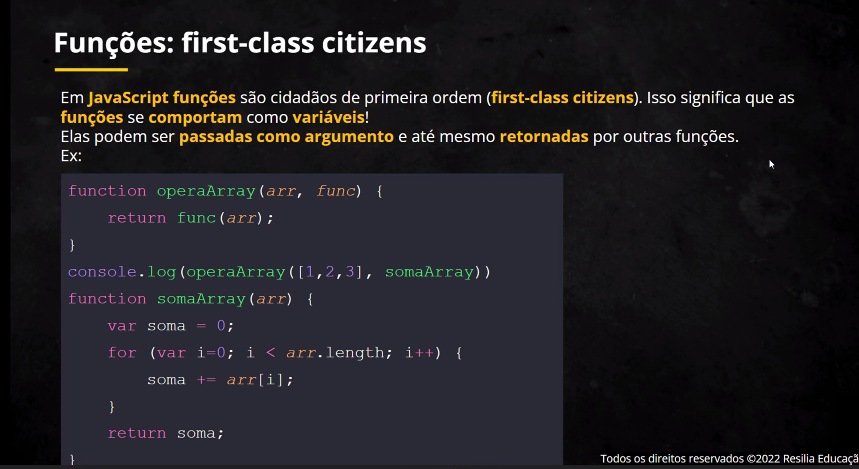 Funções: first-class citizens
Em JavaScript funções são cidadãos de primeira ordem (first-class citizens). Isso significa que as
funções se comportam como variáveis!
Elas podem ser passadas como argumento e até mesmo retornadas por outras funções.
Ex:
function operaArray(arr, func) {
    return func(arr);
}
console.log(operaArray([1,2,3], somaArray))
function somaArray(arr) {
    var soma = 0;
    for (var i=0; i < arr.length; i++) {
        soma += arr[i];
    }
    return soma;
}
Todos os direitos reservados ©2022 Resilia Educaçã